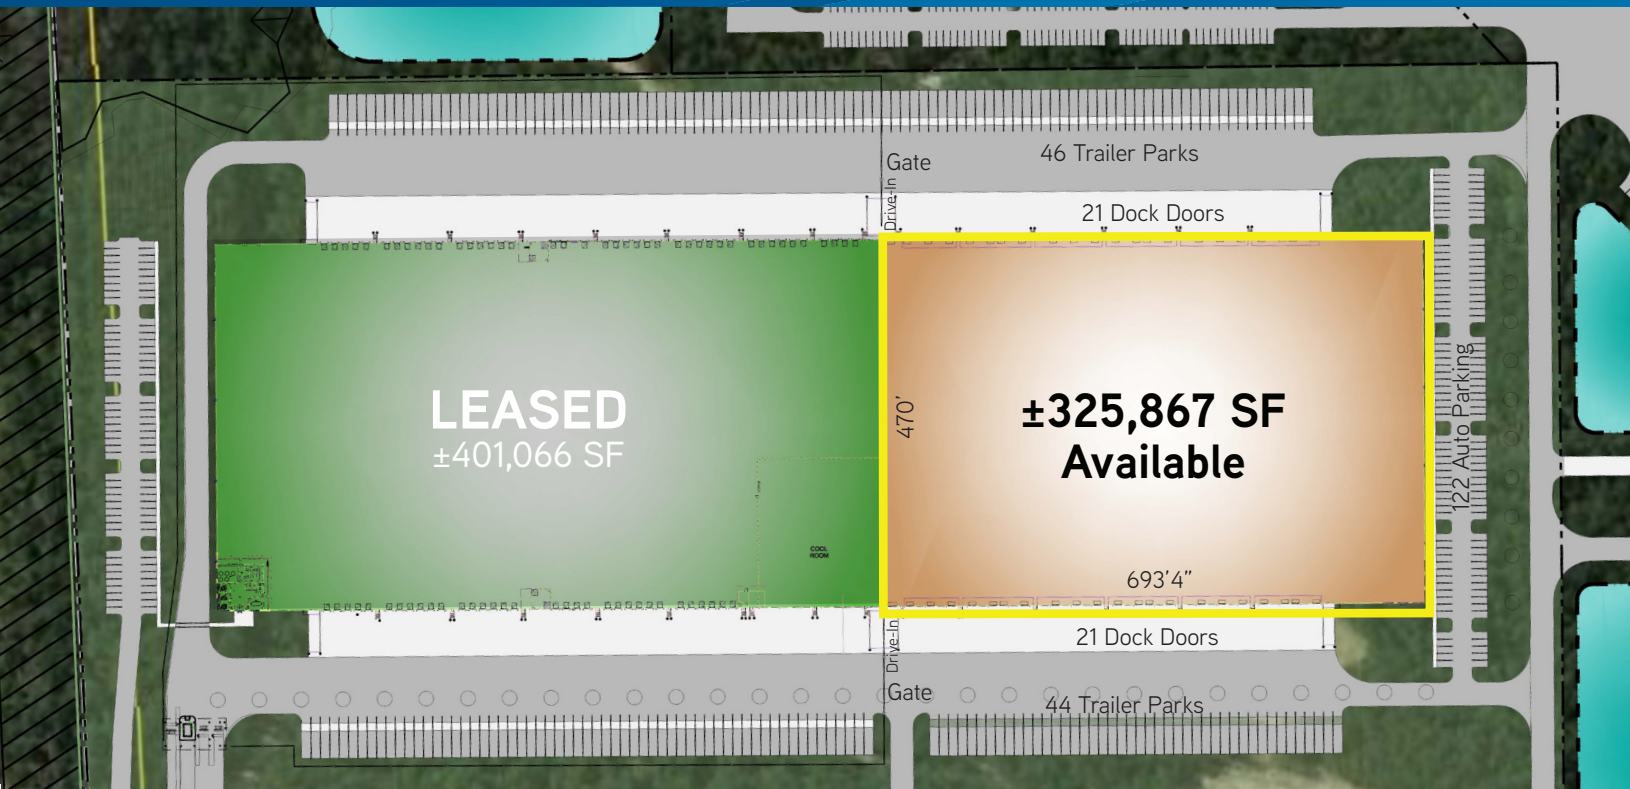 46 Trailer Parks
Gate
Drive-In
21 Dock Doors
LEASED
±401,066 SF
470'
±325,867 SF
Available
122 Auto Parking
COOL
ROOM
693'4"
Drive-In
21 Dock Doors
Gate
44 Trailer Parks